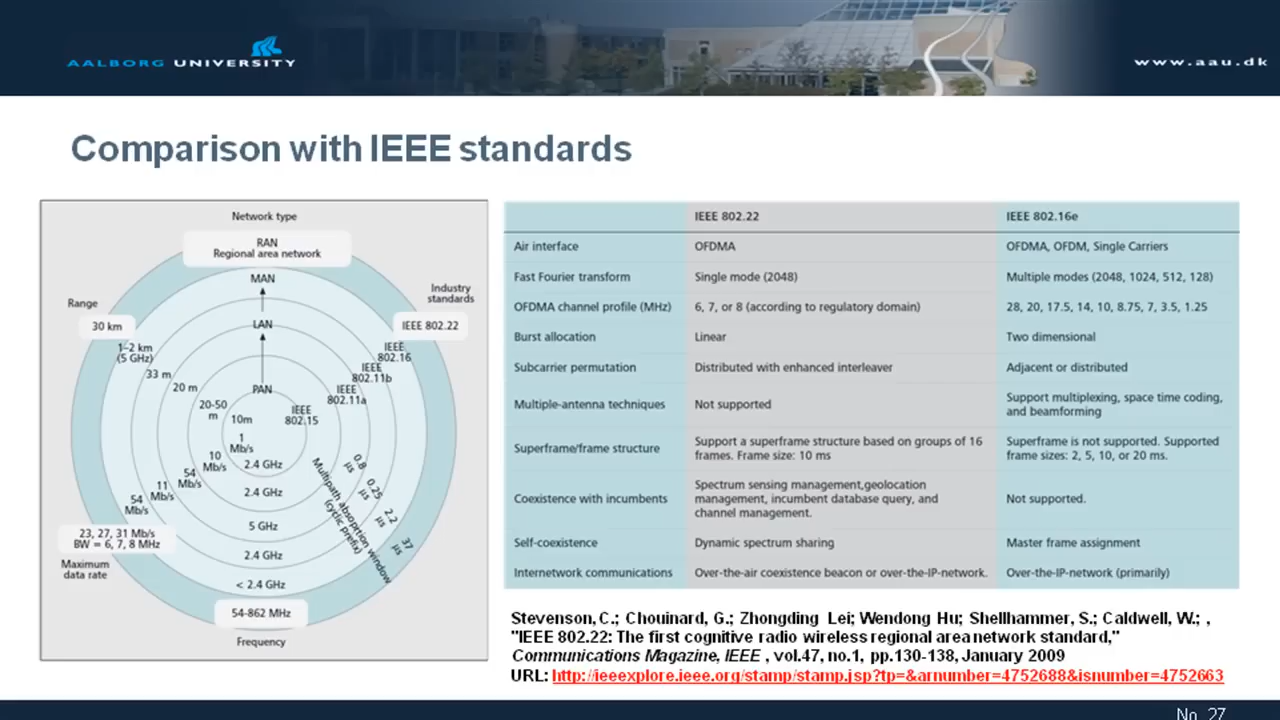 AALBORG UNIVERSITY
www.aau.dk
Comparison with IEEE standards
Network type
RAN
Regional area network
MAN
Range
Industry
standards
30 km
LAN
IEEE 802.22
1–2 km
(5 GHz)
IEEE
802.16
33 m
IEEE
802.11b
20 m
PAN
IEEE
802.11a
20-50
m
10m
IEEE
802.15
1
Mb/s
10
Mb/s
2.4 GHz
54
Mb/s
2.4 GHz
11
Mb/s
54
Mb/s
5 GHz
23, 27, 31 Mb/s
BW = 6, 7, 8 MHz
2.4 GHz
Maximum
data rate
< 2.4 GHz
54-862 MHz
Frequency
Multipath absorption window
(cyclic prefix)
0.8
µs
0.25
µs
2.2
µs
37
µs
IEEE 802.22 IEEE 802.16e
Air interface OFDMA OFDMA, OFDM, Single Carriers
Fast Fourier transform Single mode (2048) Multiple modes (2048, 1024, 512, 128)
OFDMA channel profile (MHz) 6, 7, or 8 (according to regulatory domain) 28, 20, 17.5, 14, 10, 8.75, 7, 3.5, 1.25
Burst allocation Linear Two dimensional
Subcarrier permutation Distributed with enhanced interleaver Adjacent or distributed
Multiple-antenna techniques Not supported Support multiplexing, space time coding,
and beamforming
Superframe/frame structure Support a superframe structure based on groups of 16
frames. Frame size: 10 ms
Superframe is not supported. Supported
frame sizes: 2, 5, 10, or 20 ms.
Coexistence with incumbents Spectrum sensing management,geolocation
management, incumbent database query, and
channel management.
Not supported.
Self-coexistence Dynamic spectrum sharing Master frame assignment
Internetwork communications Over-the-air coexistence beacon or over-the-IP-network. Over-the-IP-network (primarily)
Stevenson, C.; Chouinard, G.; Zhongding Lei; Wendong Hu; Shellhammer, S.; Caldwell, W.; ,
"IEEE 802.22: The first cognitive radio wireless regional area network standard,"
Communications Magazine, IEEE , vol.47, no.1, pp.130-138, January 2009
URL: http://ieeexplore.ieee.org/stamp/stamp.jsp?tp=&arnumber=4752688&isnumber=4752663
No. 27